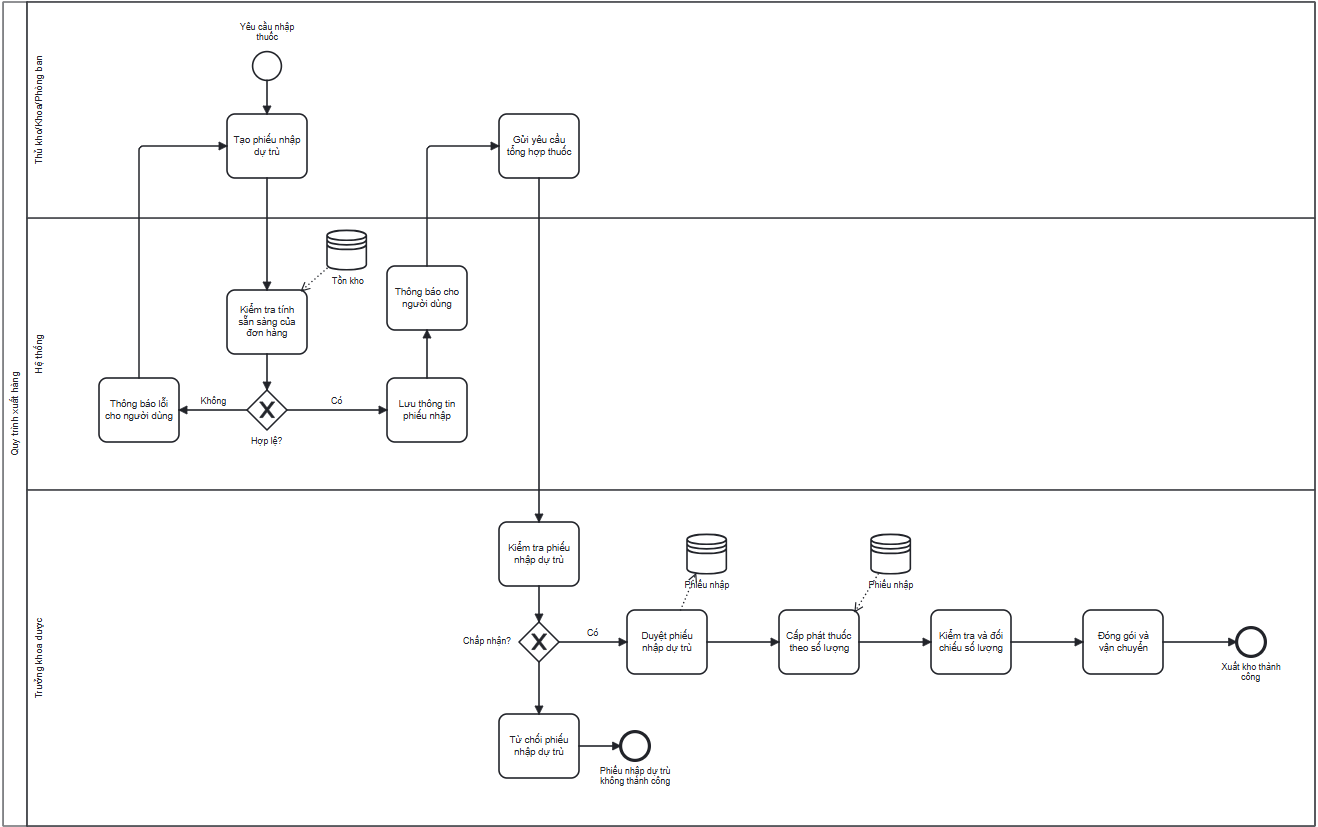 Quy trình xuất hàng
Thủ kho/Khoa/Phòng ban
Yêu cầu nhập
thuốc
Tạo phiếu nhập
dự trù
Gửi yêu cầu
tổng hợp thuốc
Hệ thống
Tồn kho
Kiểm tra tính
sẵn sàng của
đơn hàng
Thông báo cho
người dùng
Thông báo lỗi
cho người dùng
Không
Hợp lệ?
Có
Lưu thông tin
phiếu nhập
Trưởng khoa dược
Kiểm tra phiếu
nhập dự trù
Chấp nhận?
Có
Phiếu nhập
Duyệt phiếu
nhập dự trù
Phiếu nhập
Cấp phát thuốc
theo số lượng
Kiểm tra và đối
chiếu số lượng
Đóng gói và
vận chuyển
Xuất kho thành
công
Từ chối phiếu
nhập dự trù
Phiếu nhập dự trù
không thành công